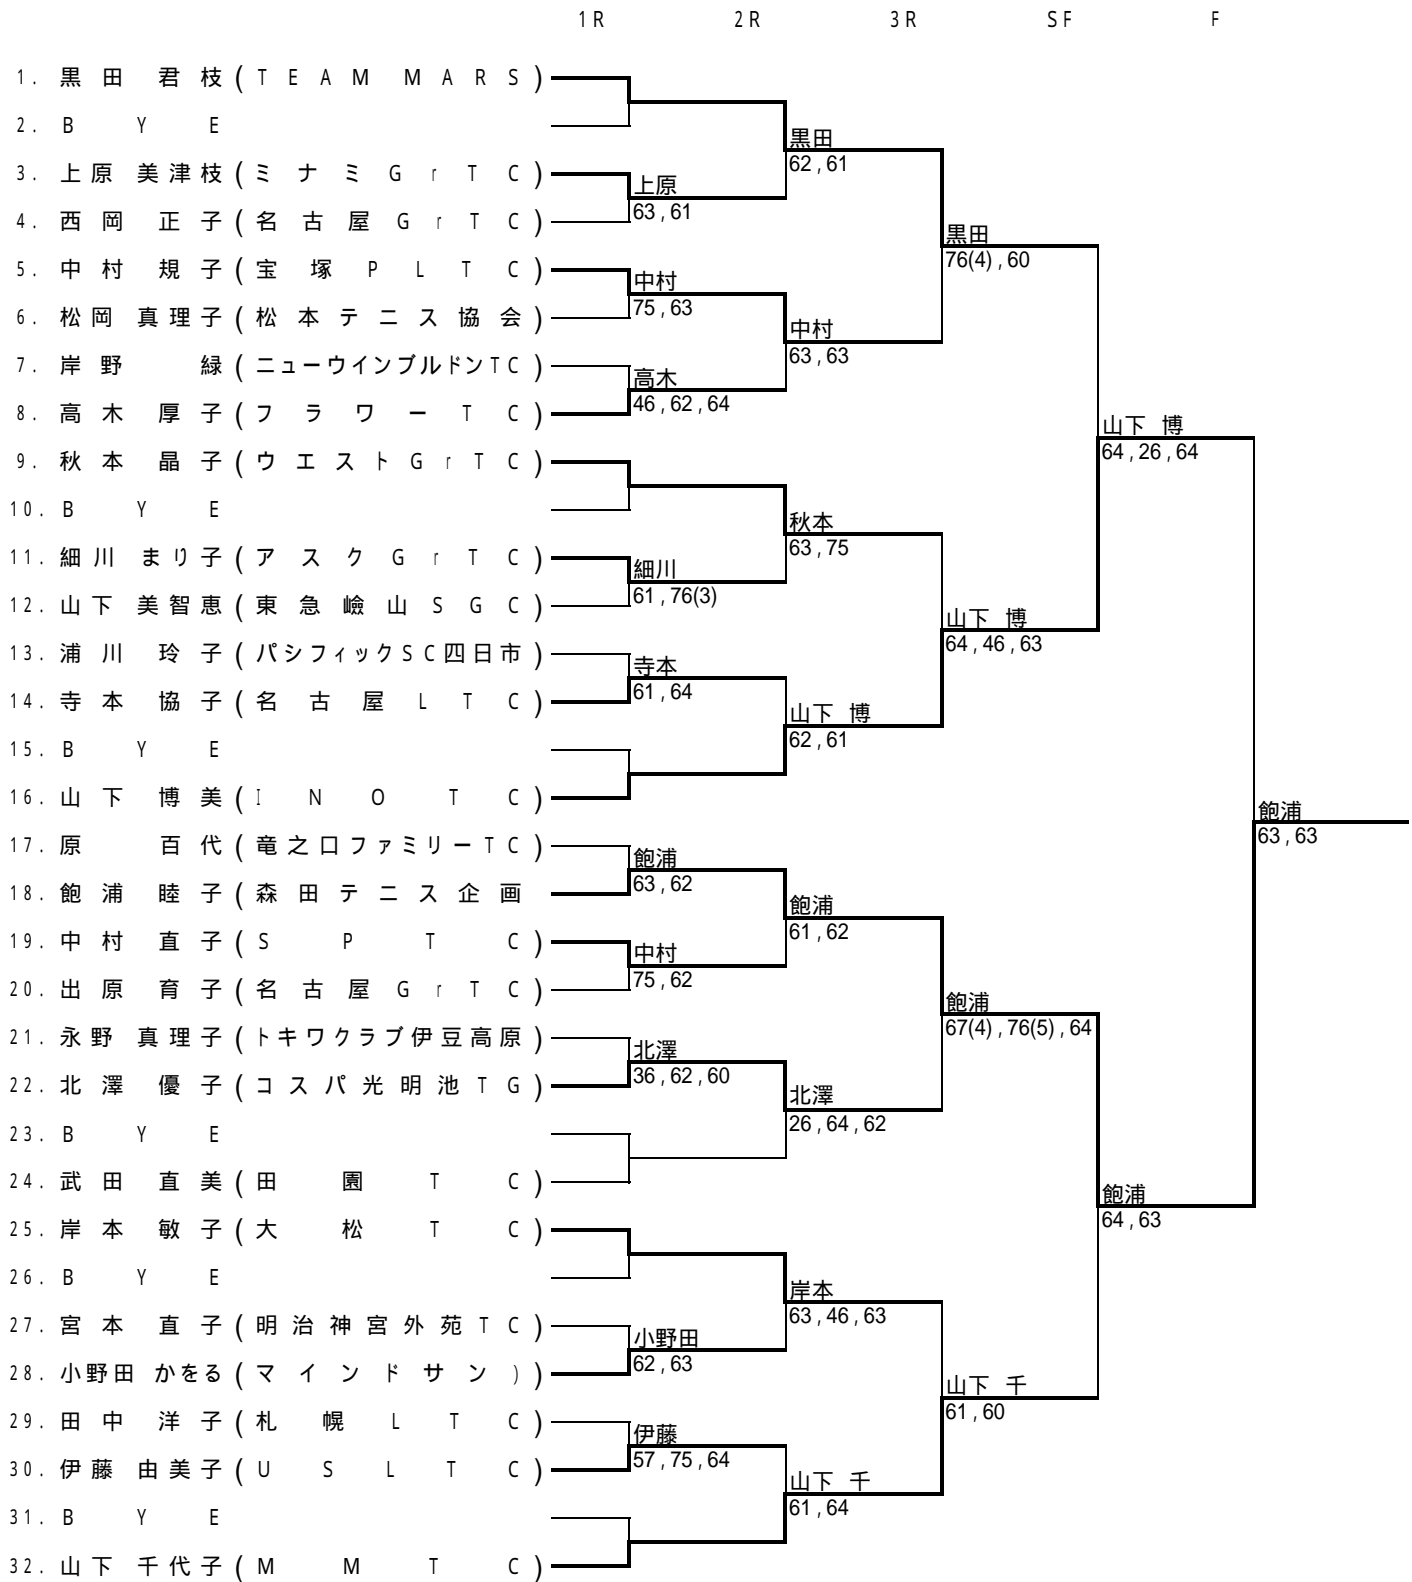 1R 2R 3R SF F
1. 黒田 君枝 (TEAM MARS)
2. BYE
黒田
62,61
3. 上原 美津枝 (ミナミGrTC)
上原
63,61
4. 西岡 正子 (名古屋GrTC)
黒田
76(4),60
5. 中村 規子 (宝塚PLTC)
中村
75,63
6. 松岡 真理子 (松本テニス協会)
中村
63,63
7. 岸野 緑 (ニューウインブルドンTC)
高木
46,62,64
8. 高木 厚子 (フラワーTC)
山下 博
64,26,64
9. 秋本 晶子 (ウエストGrTC)
10. BYE
秋本
63,75
11. 細川 まり子 (アスクGrTC)
細川
61,76(3)
12. 山下 美智恵 (東急嶮山SGC)
山下 博
64,46,63
13. 浦川 玲子 (パシフィックSC四日市)
寺本
61,64
14. 寺本 協子 (名古屋LTC)
山下 博
62,61
15. BYE
16. 山下 博美 (INOTC)
飽浦
63,63
17. 原 百代 (竜之口ファミリーTC)
飽浦
63,62
18. 飽浦 睦子 (森田テニス企画
飽浦
61,62
19. 中村 直子 (SPTC)
中村
75,62
20. 出原 育子 (名古屋GrTC)
飽浦
67(4),76(5),64
21. 永野 真理子 (トキワクラブ伊豆高原)
北澤
36,62,60
22. 北澤 優子 (コスパ光明池TG)
北澤
26,64,62
23. BYE
24. 武田 直美 (田園TC)
飽浦
64,63
25. 岸本 敏子 (大松TC)
26. BYE
岸本
63,46,63
27. 宮本 直子 (明治神宮外苑TC)
小野田
62,63
28. 小野田 かをる (マインドサン))
山下 千
61,60
29. 田中 洋子 (札幌LTC)
伊藤
57,75,64
30. 伊藤 由美子 (USLTC)
山下 千
61,64
31. BYE
32. 山下 千代子 (MMTC)